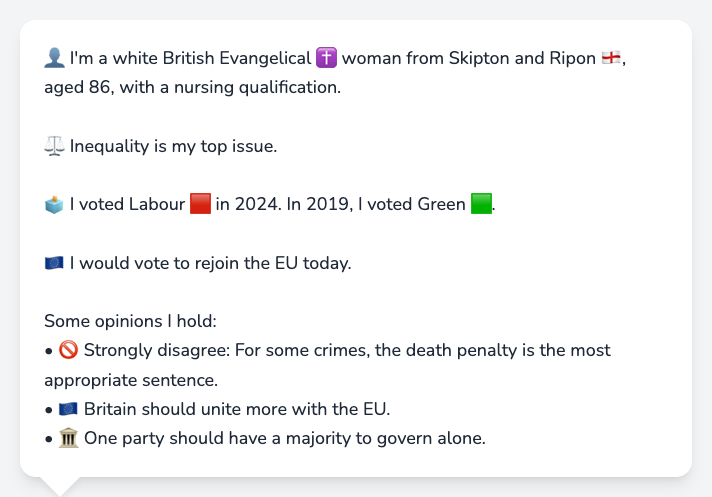 👤 I'm a white British Evangelical ✝️ woman from Skipton and Ripon 🏴󠁧󠁢󠁥󠁮󠁧󠁿,
aged 86, with a nursing qualification.
⚖️ Inequality is my top issue.
🗳️ I voted Labour 🟥 in 2024. In 2019, I voted Green 🟩.
🇪🇺 I would vote to rejoin the EU today.
Some opinions I hold:
• 🚫 Strongly disagree: For some crimes, the death penalty is the most
appropriate sentence.
• 🇪🇺 Britain should unite more with the EU.
• 🏛️ One party should have a majority to govern alone.